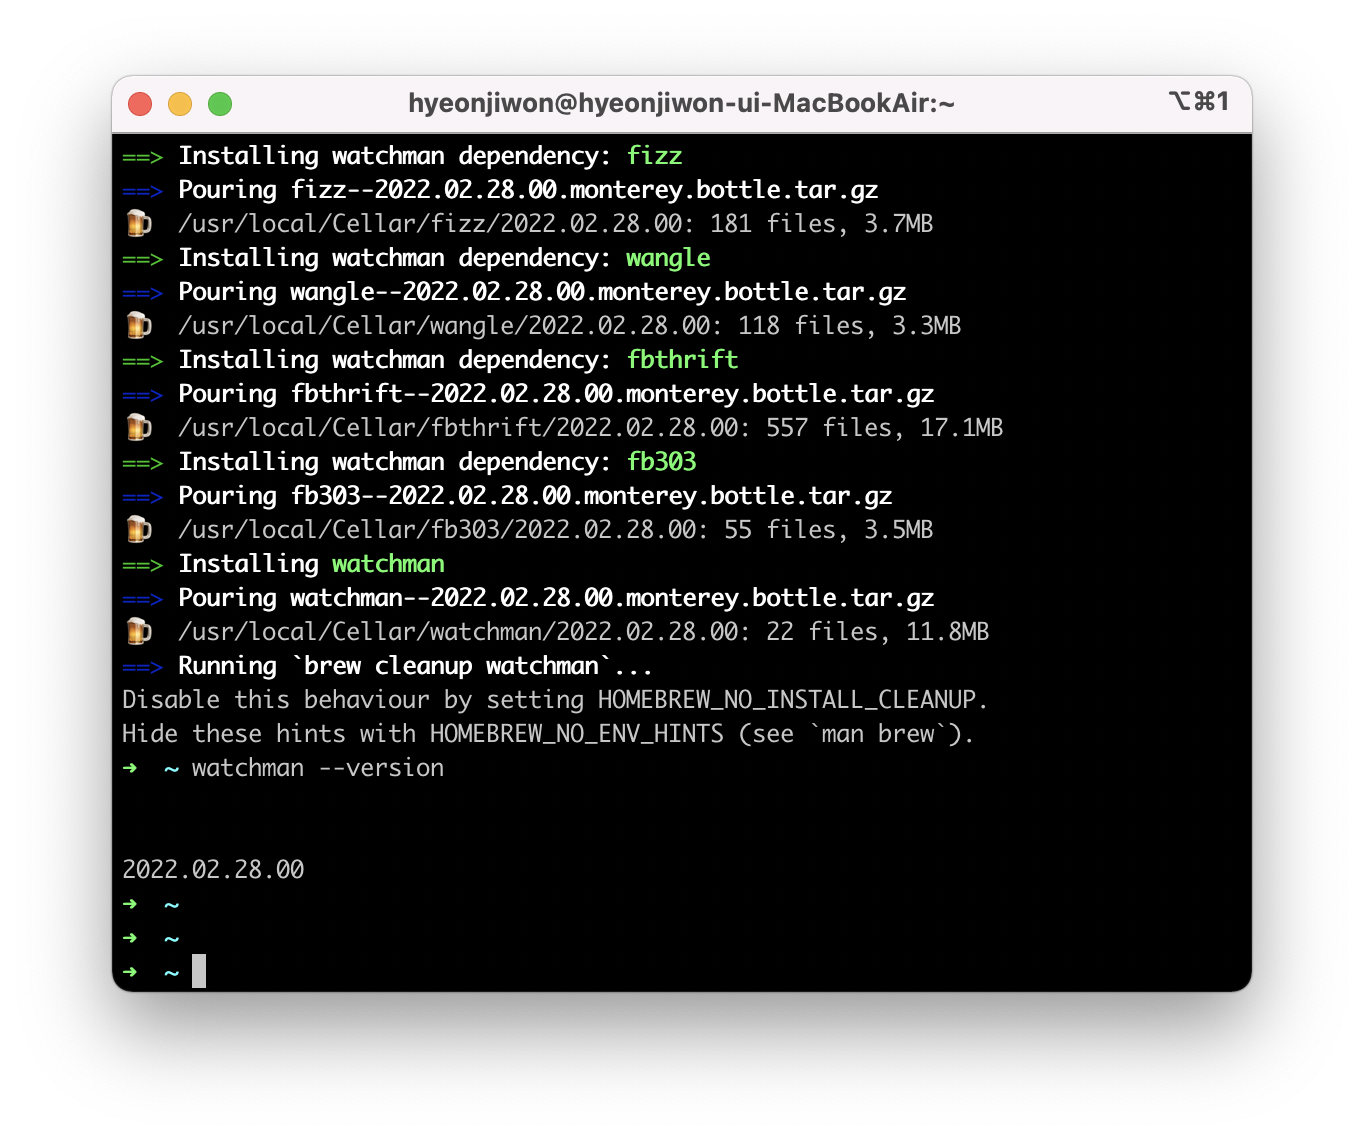 hyeonjiwon@hyeonjiwon-ui-MacBookAir:~ ⌥⌘1
==> Installing watchman dependency: fizz
==> Pouring fizz--2022.02.28.00.monterey.bottle.tar.gz
🍺 /usr/local/Cellar/fizz/2022.02.28.00: 181 files, 3.7MB
==> Installing watchman dependency: wangle
==> Pouring wangle--2022.02.28.00.monterey.bottle.tar.gz
🍺 /usr/local/Cellar/wangle/2022.02.28.00: 118 files, 3.3MB
==> Installing watchman dependency: fbthrift
==> Pouring fbthrift--2022.02.28.00.monterey.bottle.tar.gz
🍺 /usr/local/Cellar/fbthrift/2022.02.28.00: 557 files, 17.1MB
==> Installing watchman dependency: fb303
==> Pouring fb303--2022.02.28.00.monterey.bottle.tar.gz
🍺 /usr/local/Cellar/fb303/2022.02.28.00: 55 files, 3.5MB
==> Installing watchman
==> Pouring watchman--2022.02.28.00.monterey.bottle.tar.gz
🍺 /usr/local/Cellar/watchman/2022.02.28.00: 22 files, 11.8MB
==> Running `brew cleanup watchman`...
Disable this behaviour by setting HOMEBREW_NO_INSTALL_CLEANUP.
Hide these hints with HOMEBREW_NO_ENV_HINTS (see `man brew`).
➜ ~ watchman --version
2022.02.28.00
➜ ~
➜ ~
➜ ~